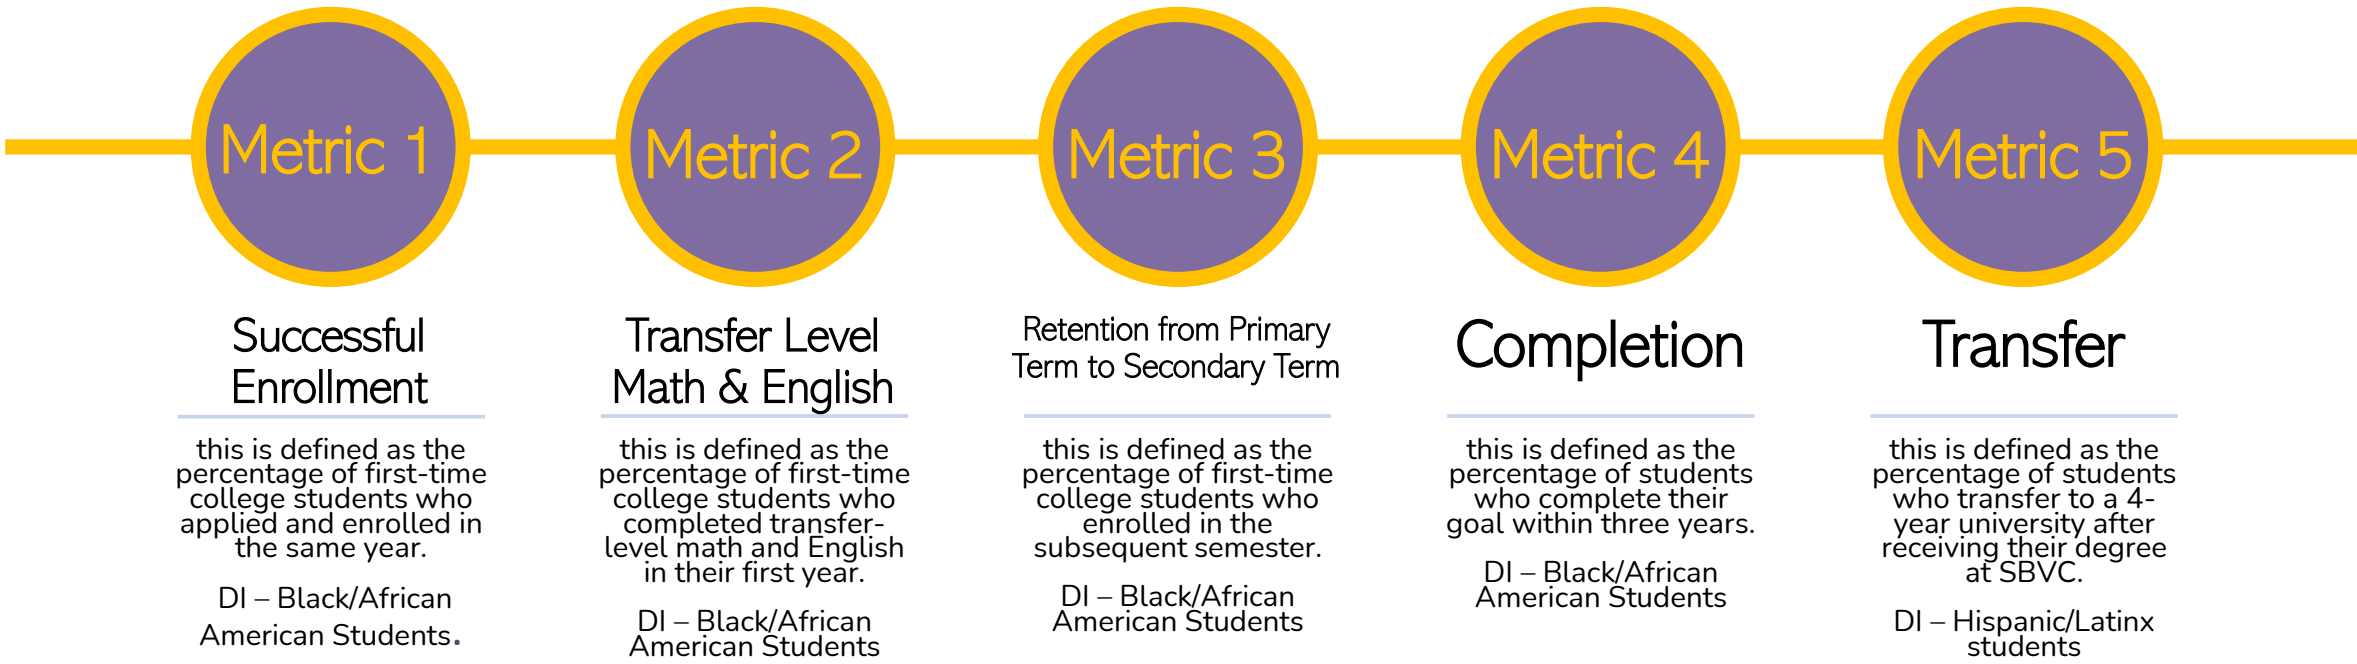 Metric 1
Metric 2
Metric 3
Metric 4
Metric 5
Successful
Enrollment
this is defined as the
percentage of first-time
college students who
applied and enrolled in
the same year.
DI – Black/African
American Students.
Transfer Level
Math & English
this is defined as the
percentage of first-time
college students who
completed transfer-
level math and English
in their first year.
DI – Black/African
American Students
Retention from Primary
Term to Secondary Term
this is defined as the
percentage of first-time
college students who
enrolled in the
subsequent semester.
DI – Black/African
American Students
Completion
this is defined as the
percentage of students
who complete their
goal within three years.
DI – Black/African
American Students
Transfer
this is defined as the
percentage of students
who transfer to a 4-
year university after
receiving their degree
at SBVC.
DI – Hispanic/Latinx
students